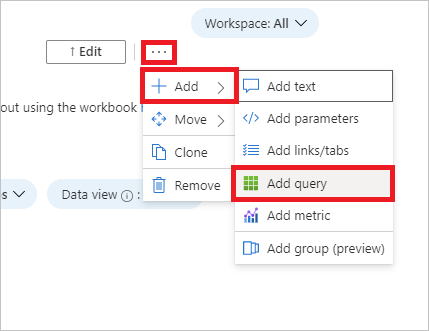 Workspace: All
↑ Edit
...
Add
Add text
out using the workbook
Move
Add parameters
Clone
Add links/tabs
Remove
Add query
Data view
Add metric
Add group (preview)